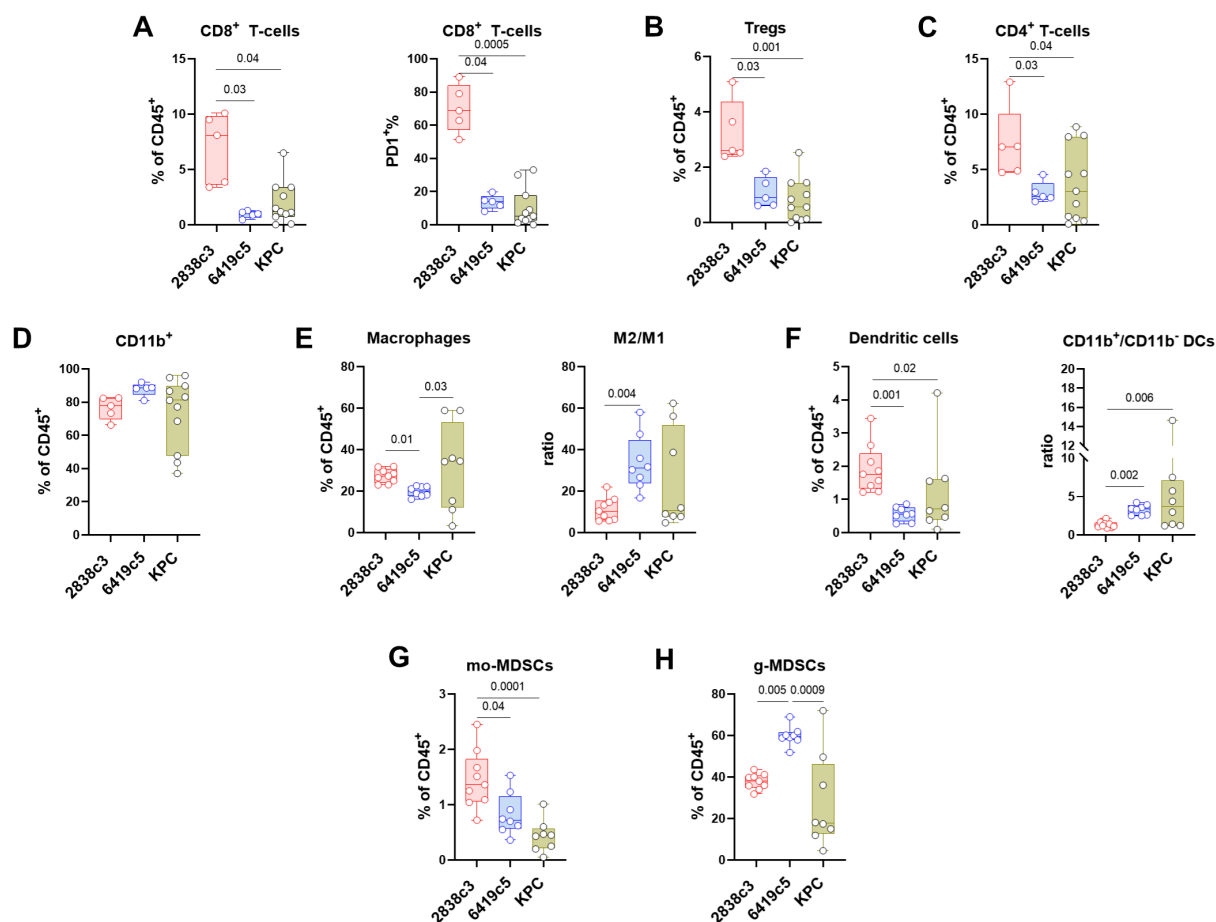 A
CD8⁺ T-cells
0.04
0.03
15
10
5
0
% of CD45⁺
2838c3
6419c5
KPC
CD8⁺ T-cells
0.0005
0.04
100
80
60
40
20
0
PD1⁺%
2838c3
6419c5
KPC
B
Tregs
0.001
0.03
6
4
2
0
% of CD45⁺
2838c3
6419c5
KPC
C
CD4⁺ T-cells
0.04
0.03
15
10
5
0
% of CD45⁺
2838c3
6419c5
KPC
D
CD11b⁺
100
80
60
40
20
0
% of CD45⁺
2838c3
6419c5
KPC
E
Macrophages
0.03
0.01
80
60
40
20
0
% of CD45⁺
2838c3
6419c5
KPC
M2/M1
0.004
80
60
40
20
0
ratio
2838c3
6419c5
KPC
F
Dendritic cells
0.02
0.001
5
4
3
2
1
0
% of CD45⁺
2838c3
6419c5
KPC
CD11b⁺/CD11b⁻ DCs
0.006
0.002
20
18
16
14
12
10
5
0
ratio
2838c3
6419c5
KPC
G
mo-MDSCs
0.0001
0.04
3
2
1
0
% of CD45⁺
2838c3
6419c5
KPC
H
g-MDSCs
0.005 0.0009
80
60
40
20
0
% of CD45⁺
2838c3
6419c5
KPC